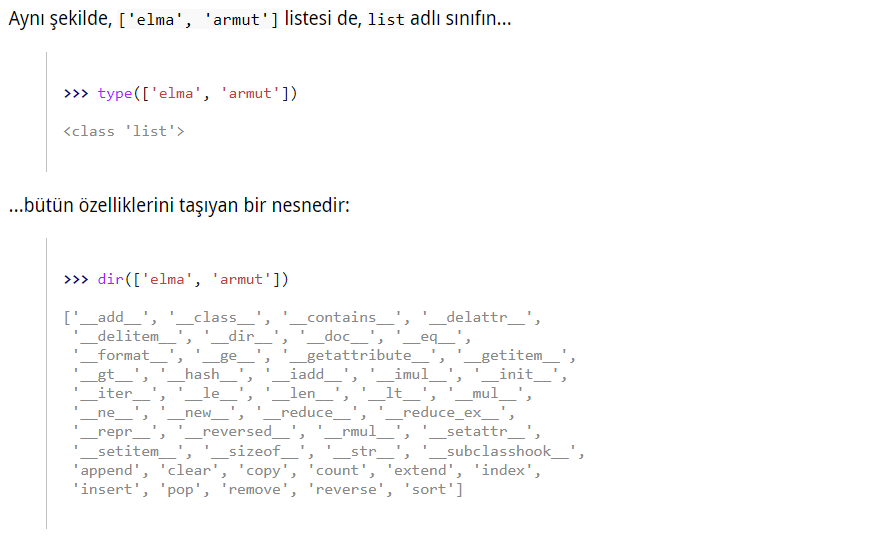 Aynı şekilde, ['elma', 'armut'] listesi de, list adlı sınıfın...
>>> type(['elma', 'armut'])
<class 'list'>
...bütün özelliklerini taşıyan bir nesnedir:
>>> dir(['elma', 'armut'])
['__add__', '__class__', '__contains__', '__delattr__',
'__delitem__', '__dir__', '__doc__', '__eq__',
'__format__', '__ge__', '__getattribute__', '__getitem__',
'__gt__', '__hash__', '__iadd__', '__imul__', '__init__',
'__iter__', '__le__', '__len__', '__lt__', '__mul__',
'__ne__', '__new__', '__reduce__', '__reduce_ex__',
'__repr__', '__reversed__', '__rmul__', '__setattr__',
'__setitem__', '__sizeof__', '__str__', '__subclasshook__',
'append', 'clear', 'copy', 'count', 'extend', 'index',
'insert', 'pop', 'remove', 'reverse', 'sort']